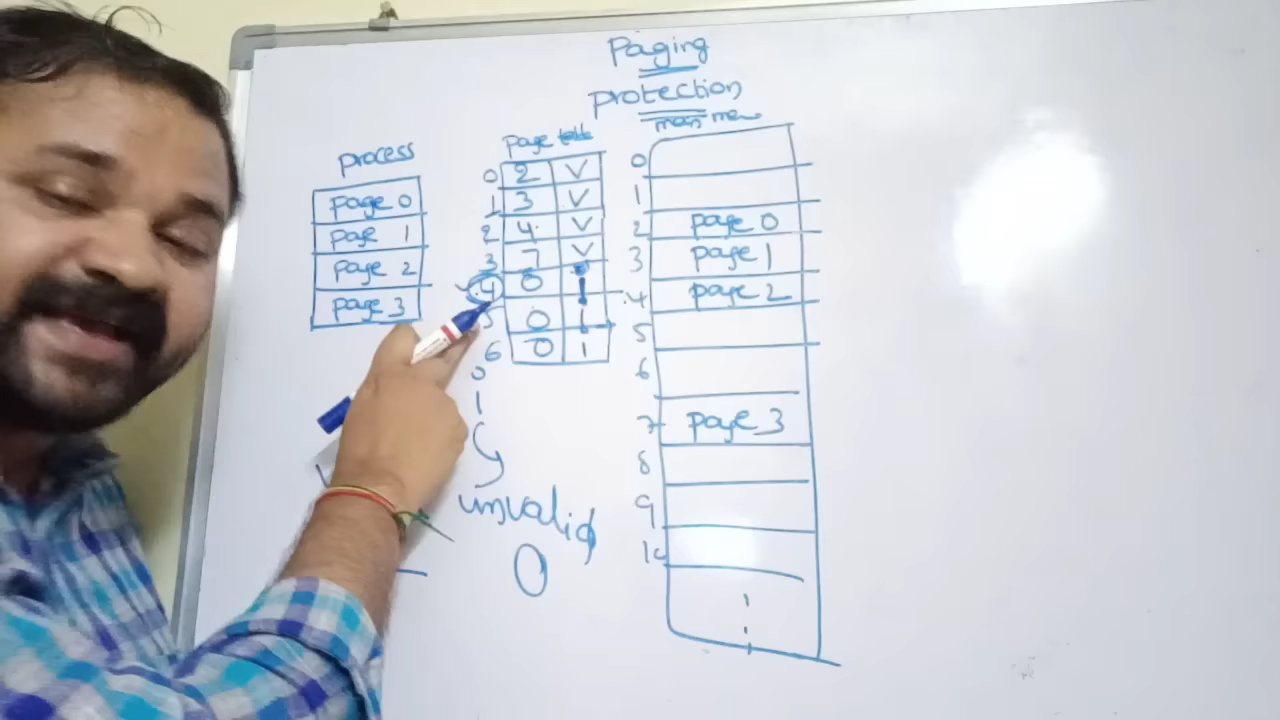 Paging
protection
main mem
process
page 0
page 1
page 2
page 3
page table
0 2 V
1 3 V
2 4 V
3 7 V
4 0 i
5 0 i
6 0 i
0
1
invalid
0
0
1
2 page 0
3 page 1
4 page 2
5
6
7 page 3
8
9
10